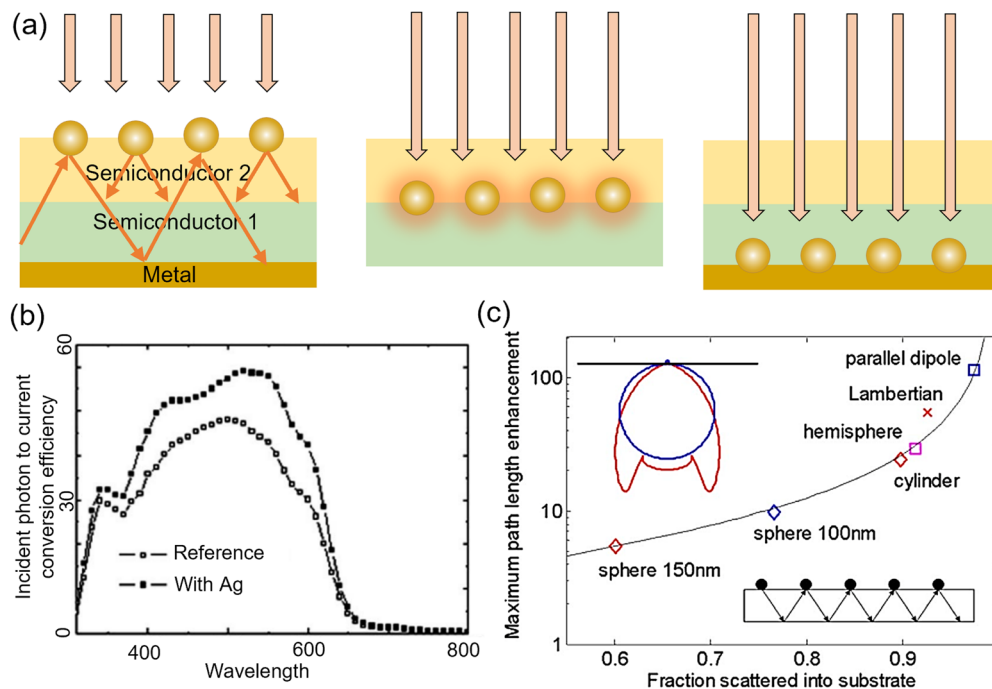 (a)
Semiconductor 2
Semiconductor 1
Metal
(b)
Incident photon to current
conversion efficiency
60
30
0
Reference
With Ag
400
600
800
Wavelength
(c)
Maximum path length enhancement
100
10
1
parallel dipole
Lambertian
hemisphere
cylinder
sphere 100nm
sphere 150nm
0.6
0.7
0.8
0.9
Fraction scattered into substrate